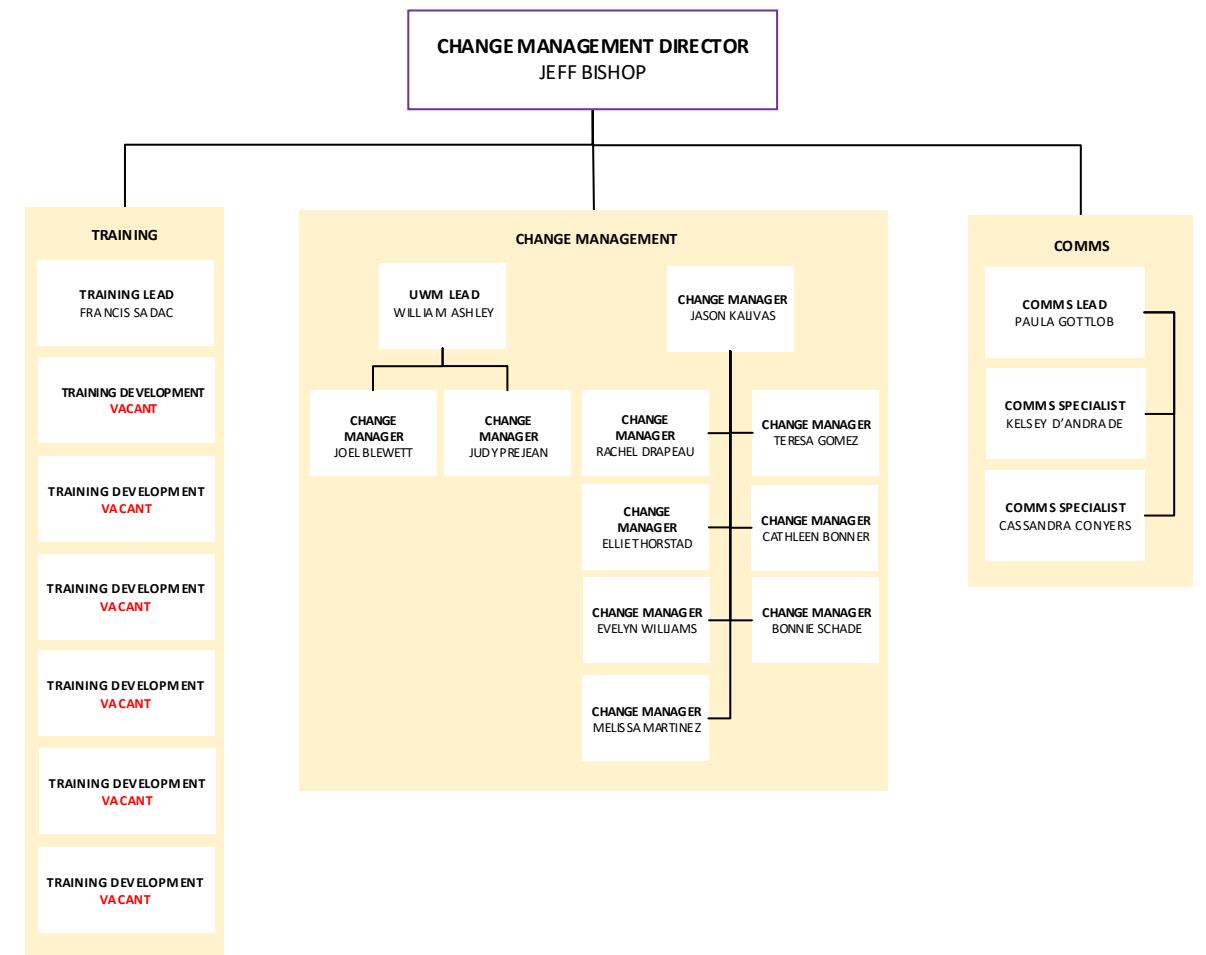 CHANGE MANAGEMENT DIRECTOR
JEFF BISHOP
TRAINING
TRAINING LEAD
FRANCIS SADAC
TRAINING DEVELOPMENT
VACANT
TRAINING DEVELOPMENT
VACANT
TRAINING DEVELOPMENT
VACANT
TRAINING DEVELOPMENT
VACANT
TRAINING DEVELOPMENT
VACANT
TRAINING DEVELOPMENT
VACANT
CHANGE MANAGEMENT
UWM LEAD
WILLIAM ASHLEY
CHANGE
MANAGER
JOEL BLEWETT
CHANGE
MANAGER
JUDY PREJEAN
CHANGE MANAGER
JASON KALIVAS
CHANGE
MANAGER
RACHEL DRAPEAU
CHANGE MANAGER
TERESA GOMEZ
CHANGE
MANAGER
ELLIE THORSTAD
CHANGE MANAGER
CATHLEEN BONNER
CHANGE MANAGER
EVELYN WILLIAMS
CHANGE MANAGER
BONNIE SCHADE
CHANGE MANAGER
MELISSA MARTINEZ
COMMS
COMMS LEAD
PAULA GOTTLOB
COMMS SPECIALIST
KELSEY D’ANDRADE
COMMS SPECIALIST
CASSANDRA CONYERS